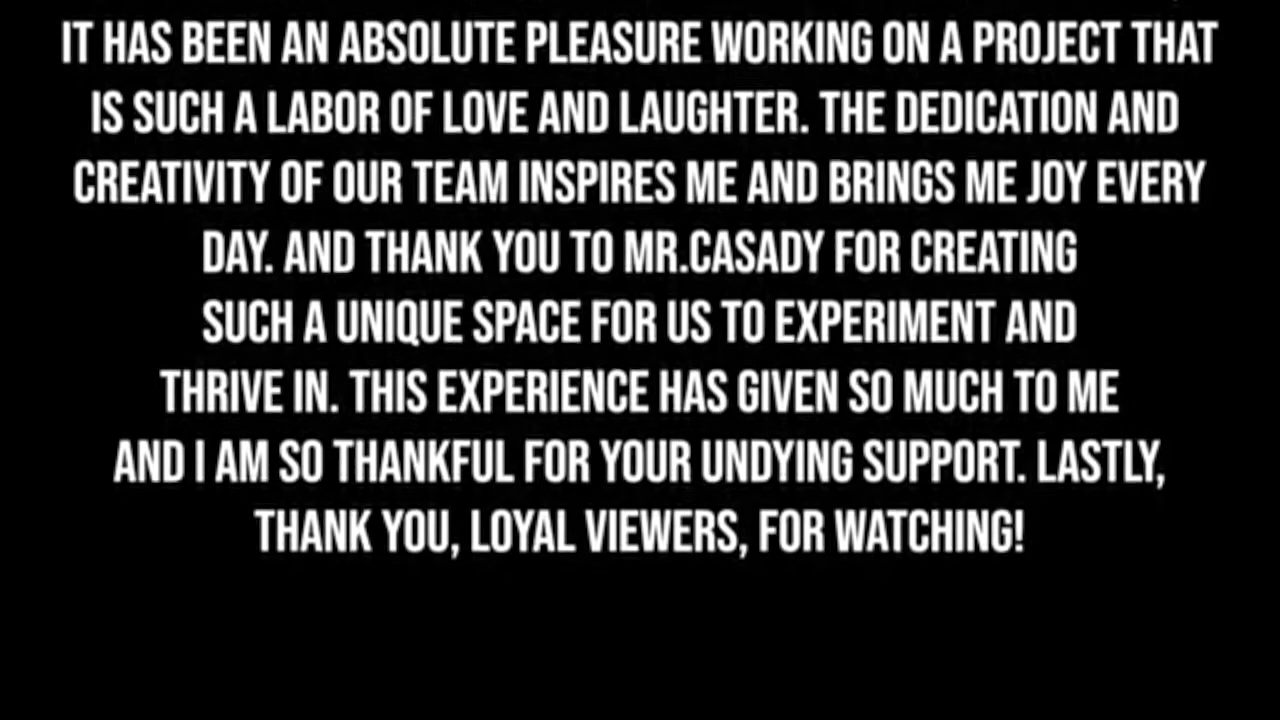 IT HAS BEEN AN ABSOLUTE PLEASURE WORKING ON A PROJECT THAT
IS SUCH A LABOR OF LOVE AND LAUGHTER. THE DEDICATION AND
CREATIVITY OF OUR TEAM INSPIRES ME AND BRINGS ME JOY EVERY
DAY. AND THANK YOU TO MR.CASADY FOR CREATING
SUCH A UNIQUE SPACE FOR US TO EXPERIMENT AND
THRIVE IN. THIS EXPERIENCE HAS GIVEN SO MUCH TO ME
AND I AM SO THANKFUL FOR YOUR UNDYING SUPPORT. LASTLY,
THANK YOU, LOYAL VIEWERS, FOR WATCHING!